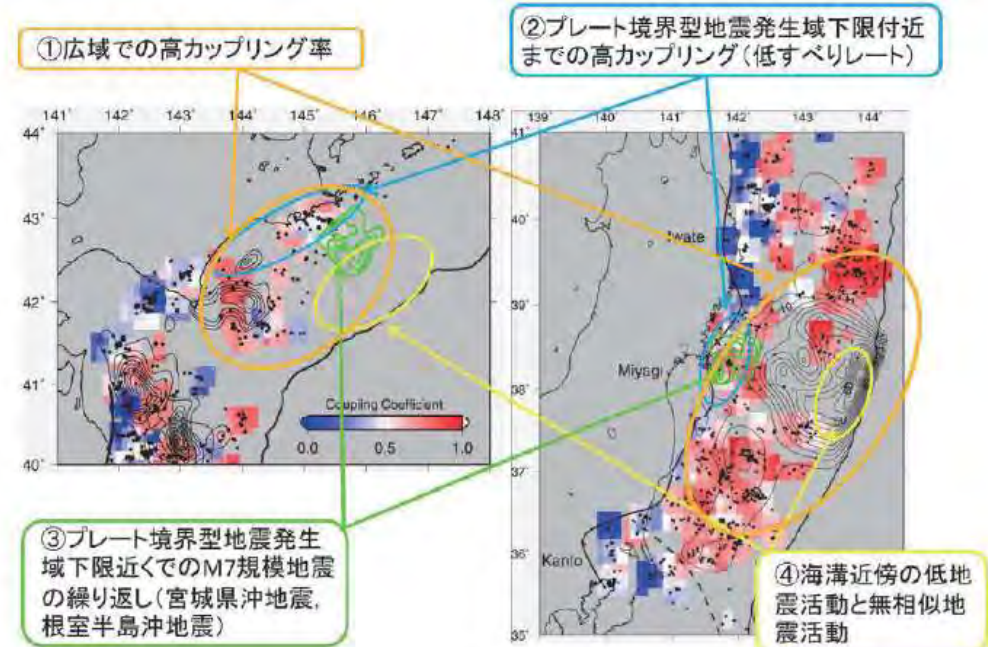 ①広域での高カップリング率
②プレート境界型地震発生域下限付近
までの高カップリング(低すべりレート)
141° 142° 143° 144° 145° 146° 147° 148°
44°
43°
42°
41°
40°
Coupling Coefficient
0.0 0.5 1.0
139° 140° 141° 142° 143° 144°
41°
40°
39°
38°
37°
36°
35°
Iwate
Miyagi
Kanto
10
③プレート境界型地震発生
域下限近くでのM7規模地震
の繰り返し(宮城県沖地震,
根室半島沖地震)
④海溝近傍の低地
震活動と無相似地
震活動